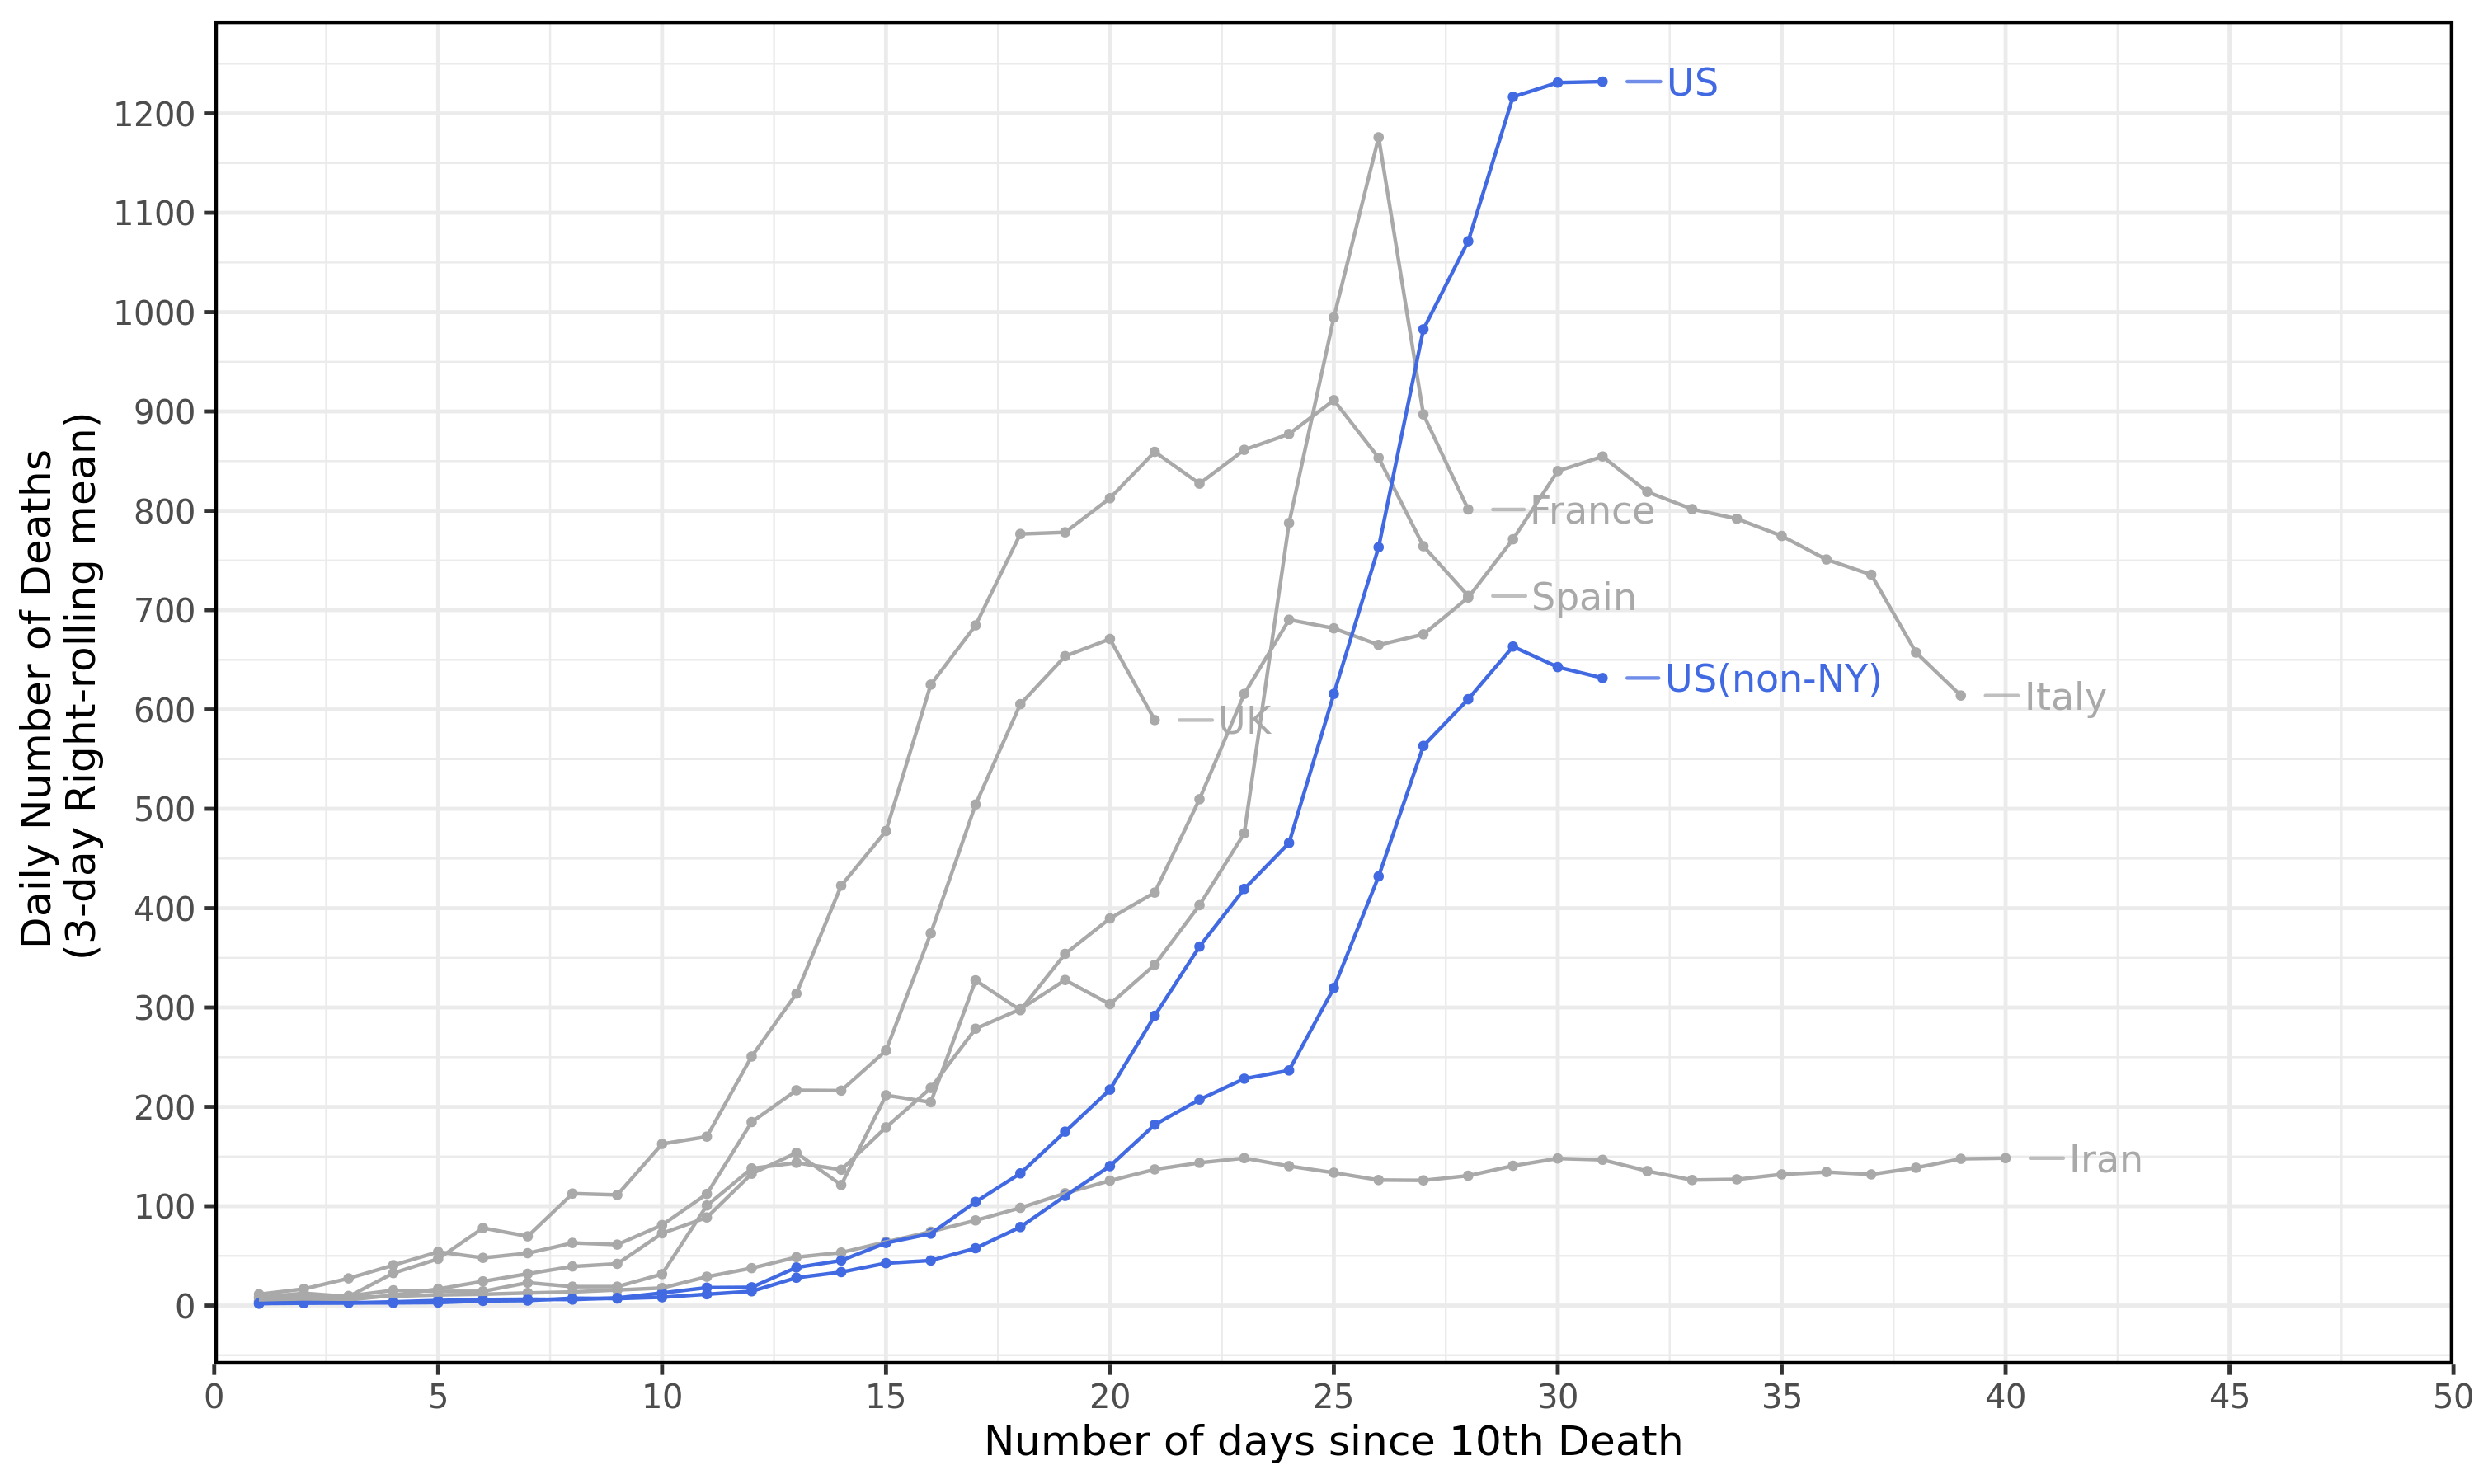 Daily Number of Deaths
(3-day Right-rolling mean)
1200
1100
1000
900
800
700
600
500
400
300
200
100
0
US
France
Spain
US(non-NY)
Italy
UK
Iran
0 5 10 15 20 25 30 35 40 45 50
Number of days since 10th Death